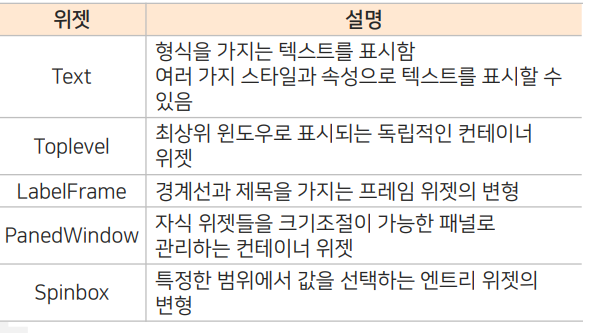 위젯 설명
Text 형식을 가지는 텍스트를 표시함
여러 가지 스타일과 속성으로 텍스트를 표시할 수
있음
Toplevel 최상위 윈도우로 표시되는 독립적인 컨테이너
위젯
LabelFrame 경계선과 제목을 가지는 프레임 위젯의 변형
PanedWindow 자식 위젯들을 크기조절이 가능한 패널로
관리하는 컨테이너 위젯
Spinbox 특정한 범위에서 값을 선택하는 엔트리 위젯의
변형